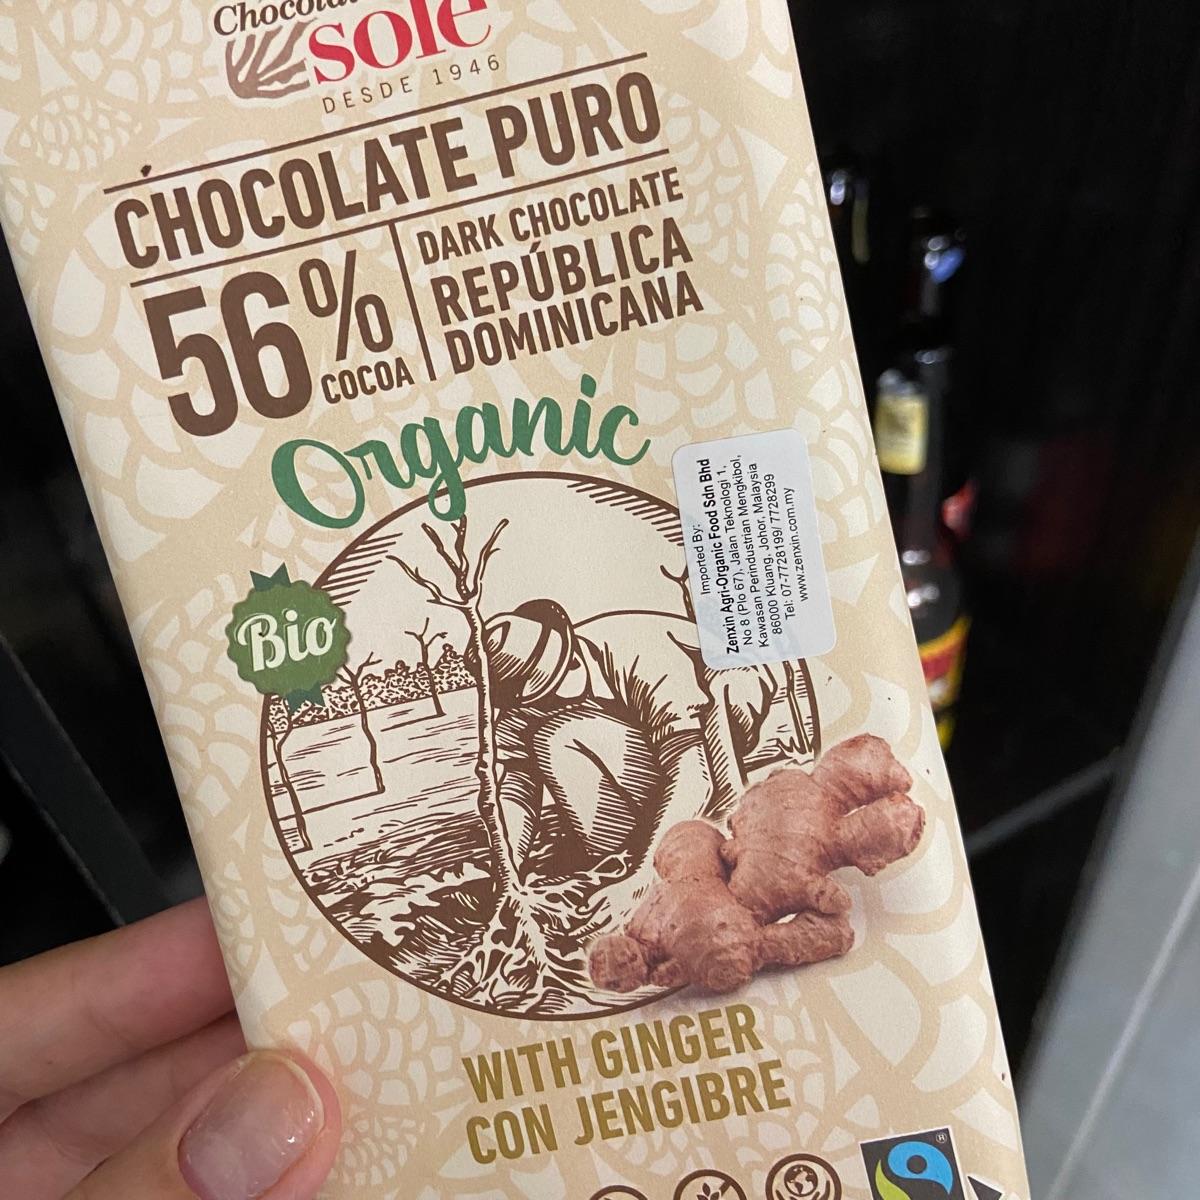 sole
DESDE 1946
CHOCOLATE PURO
56%
COCOA
DARK CHOCOLATE
REPÚBLICA
DOMINICANA
Organic
Bio
Imported By:
Zenxin Agri-Organic Food Sdn Bhd
No 8 (Plo 67), Jalan Teknologi 1,
Kawasan Perindustrian Mengkibol,
86000 Kluang, Johor, Malaysia
Tel: 07-7728199/ 7728299
www.zenxin.com.my
WITH GINGER
CON JENGIBRE